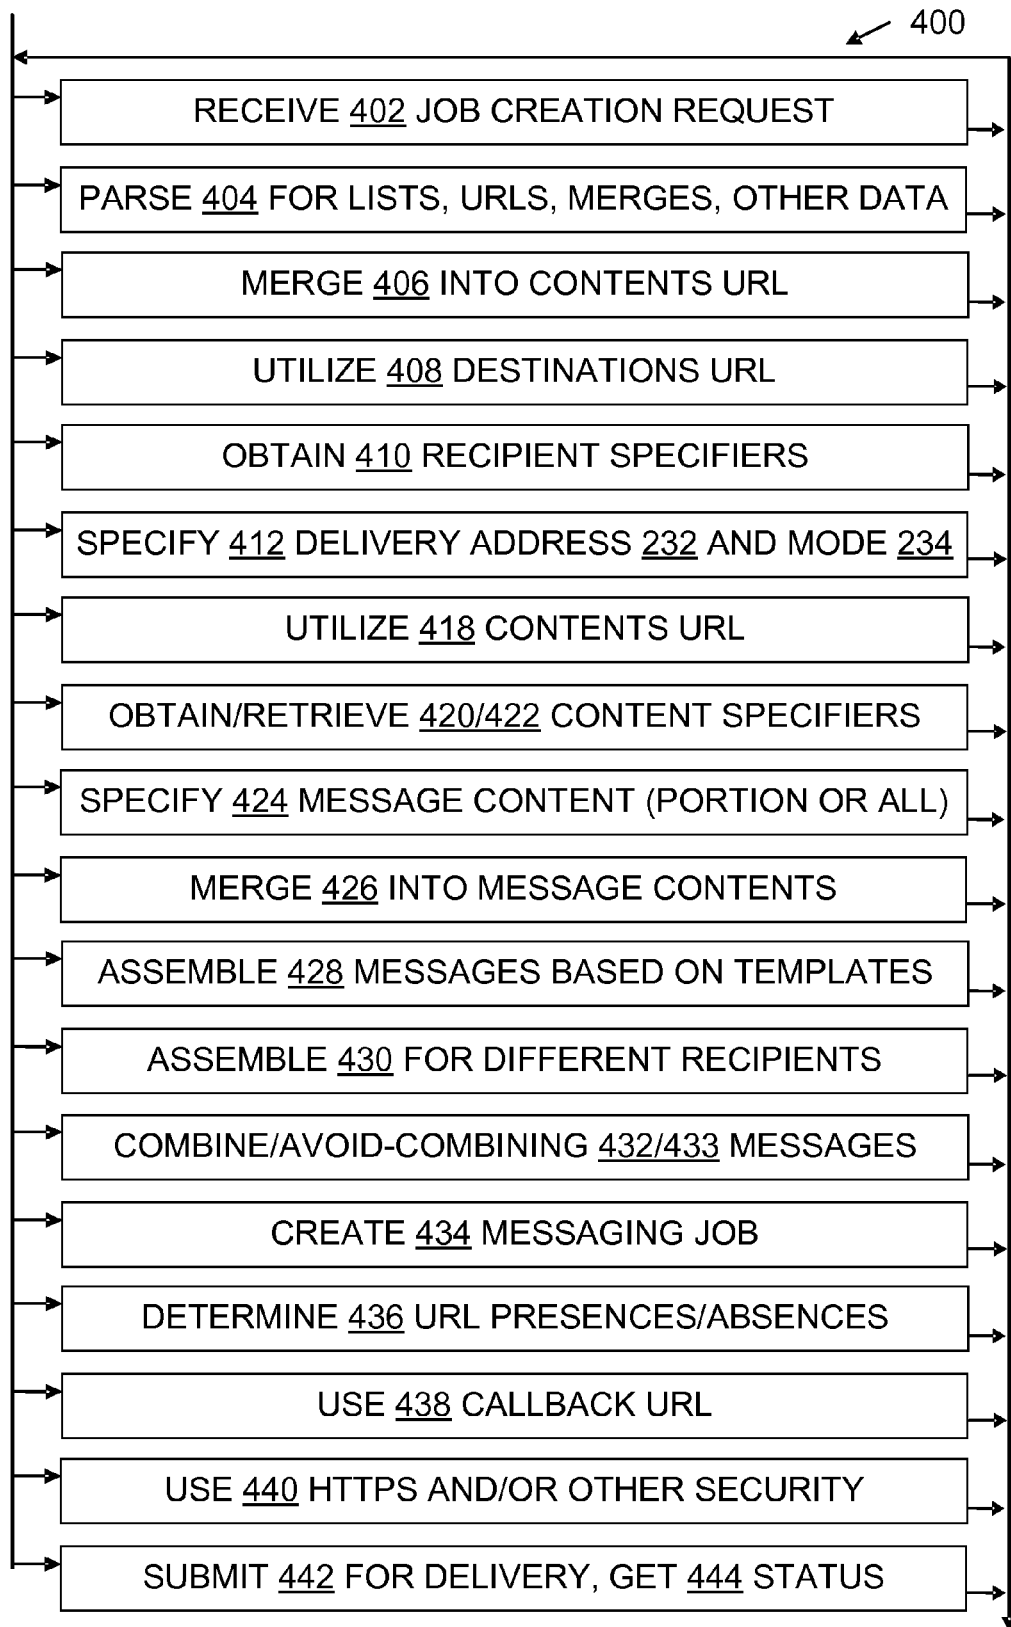 400
RECEIVE 402 JOB CREATION REQUEST
PARSE 404 FOR LISTS, URLS, MERGES, OTHER DATA
MERGE 406 INTO CONTENTS URL
UTILIZE 408 DESTINATIONS URL
OBTAIN 410 RECIPIENT SPECIFIERS
SPECIFY 412 DELIVERY ADDRESS 232 AND MODE 234
UTILIZE 418 CONTENTS URL
OBTAIN/RETRIEVE 420/422 CONTENT SPECIFIERS
SPECIFY 424 MESSAGE CONTENT (PORTION OR ALL)
MERGE 426 INTO MESSAGE CONTENTS
ASSEMBLE 428 MESSAGES BASED ON TEMPLATES
ASSEMBLE 430 FOR DIFFERENT RECIPIENTS
COMBINE/AVOID-COMBINING 432/433 MESSAGES
CREATE 434 MESSAGING JOB
DETERMINE 436 URL PRESENCES/ABSENCES
USE 438 CALLBACK URL
USE 440 HTTPS AND/OR OTHER SECURITY
SUBMIT 442 FOR DELIVERY, GET 444 STATUS